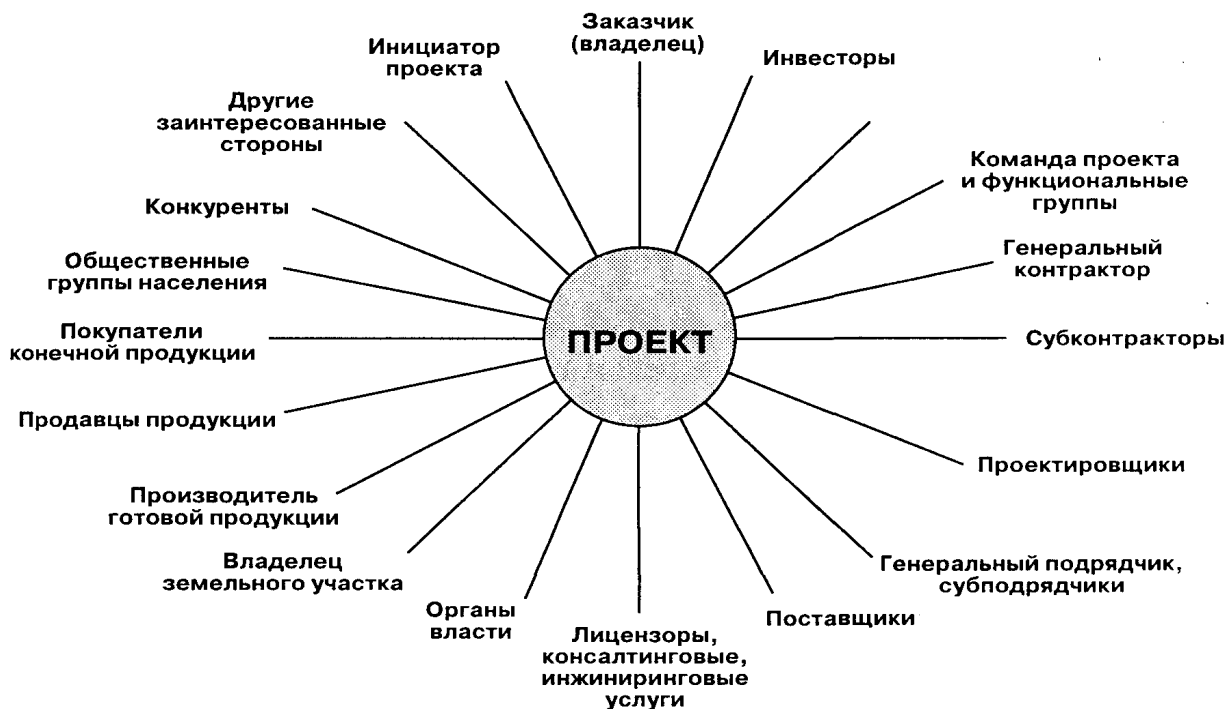 Заказчик
(владелец)
Инвесторы
Команда проекта
и функциональные
группы
Генеральный
контрактор
Субконтракторы
Проектировщики
Генеральный подрядчик,
субподрядчики
Поставщики
Лицензоры,
консалтинговые,
инжиниринговые
услуги
Органы
власти
Владелец
земельного участка
Производитель
готовой продукции
Продавцы продукции
Покупатели
конечной продукции
Общественные
группы населения
Конкуренты
Другие
заинтересованные
стороны
Инициатор
проекта
ПРОЕКТ